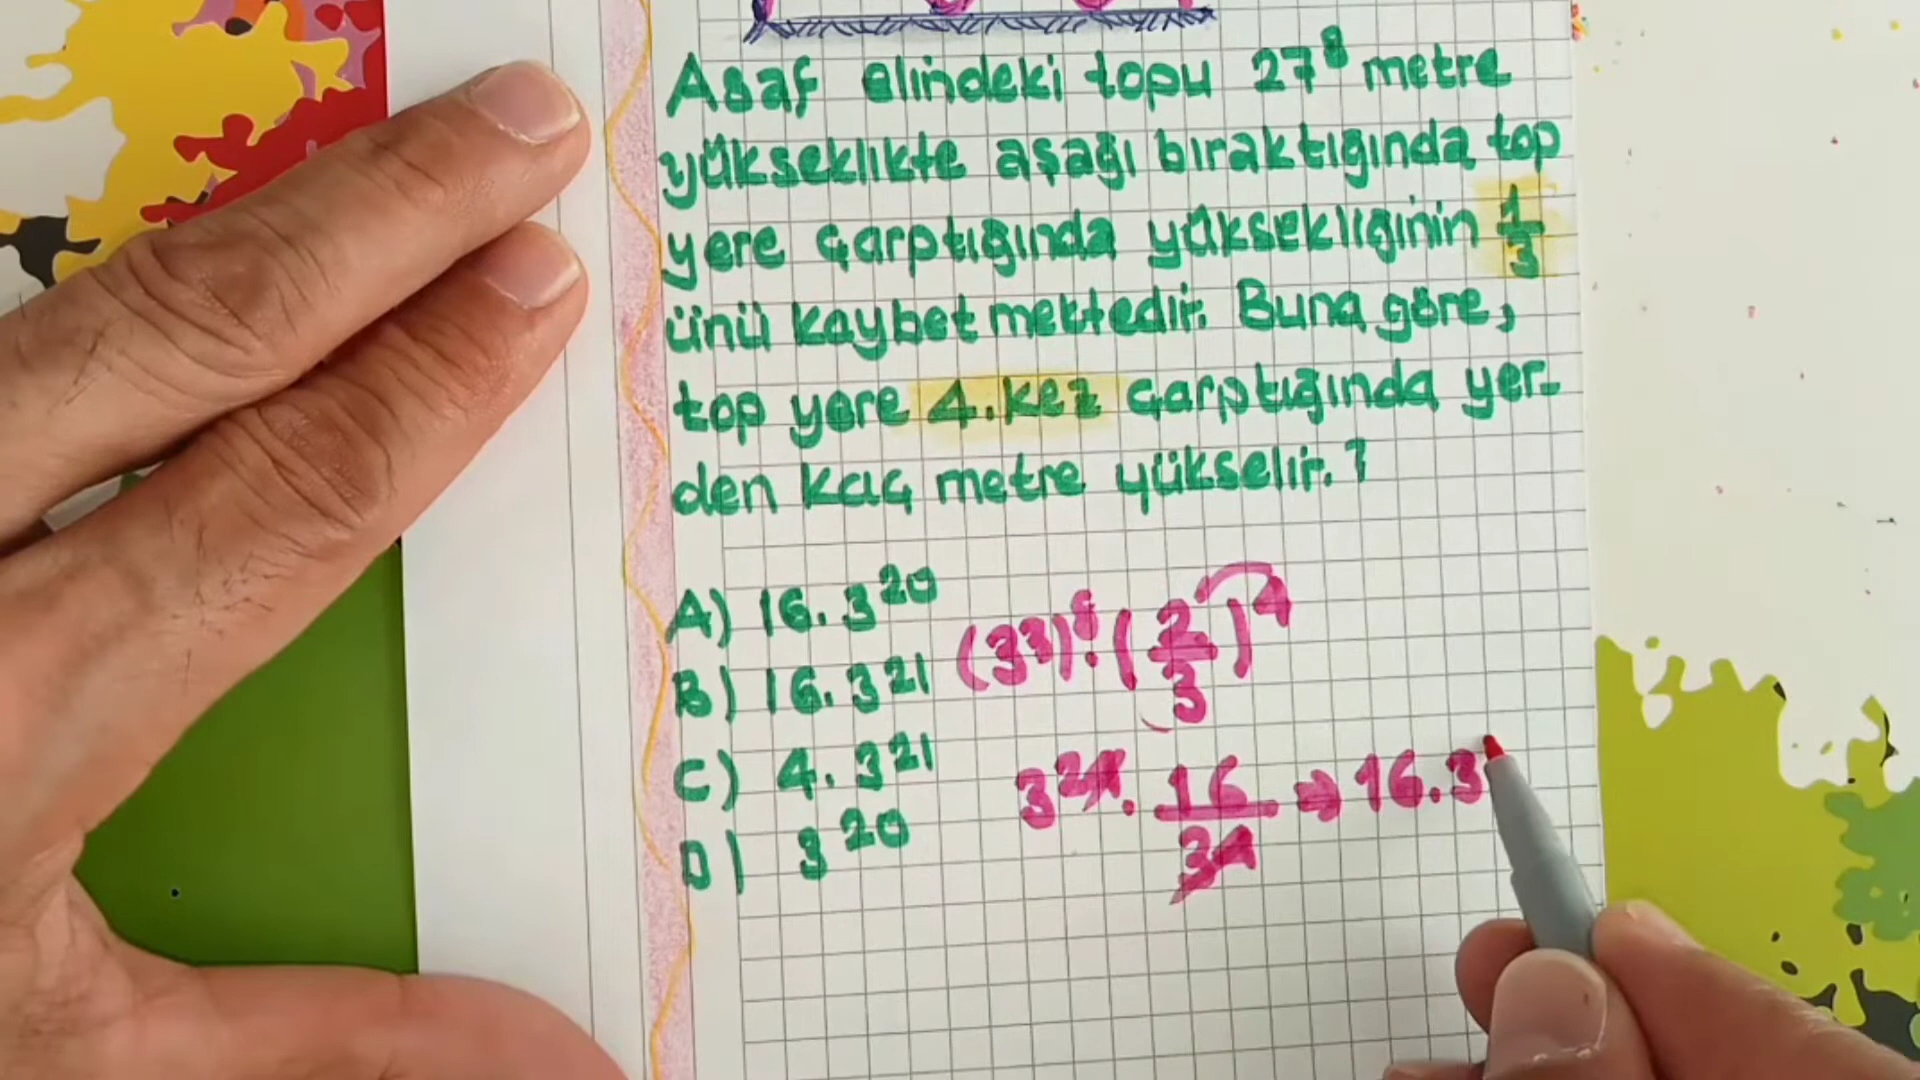 Asaf elindeki topu 27⁸ metre
yükseklikte aşağı bıraktığında top
yere çarptığında yüksekliğinin 1/3
ünü kaybetmektedir. Buna göre,
top yere 4.kez çarptığında yer-
den kaç metre yükselir.?
A) 16.3²⁰
B) 16.3²¹
C) 4.3²¹
D) 3²⁰
(3³)⁸.(2/3)⁴
3²⁴. 16/3⁴ ⇒ 16.3